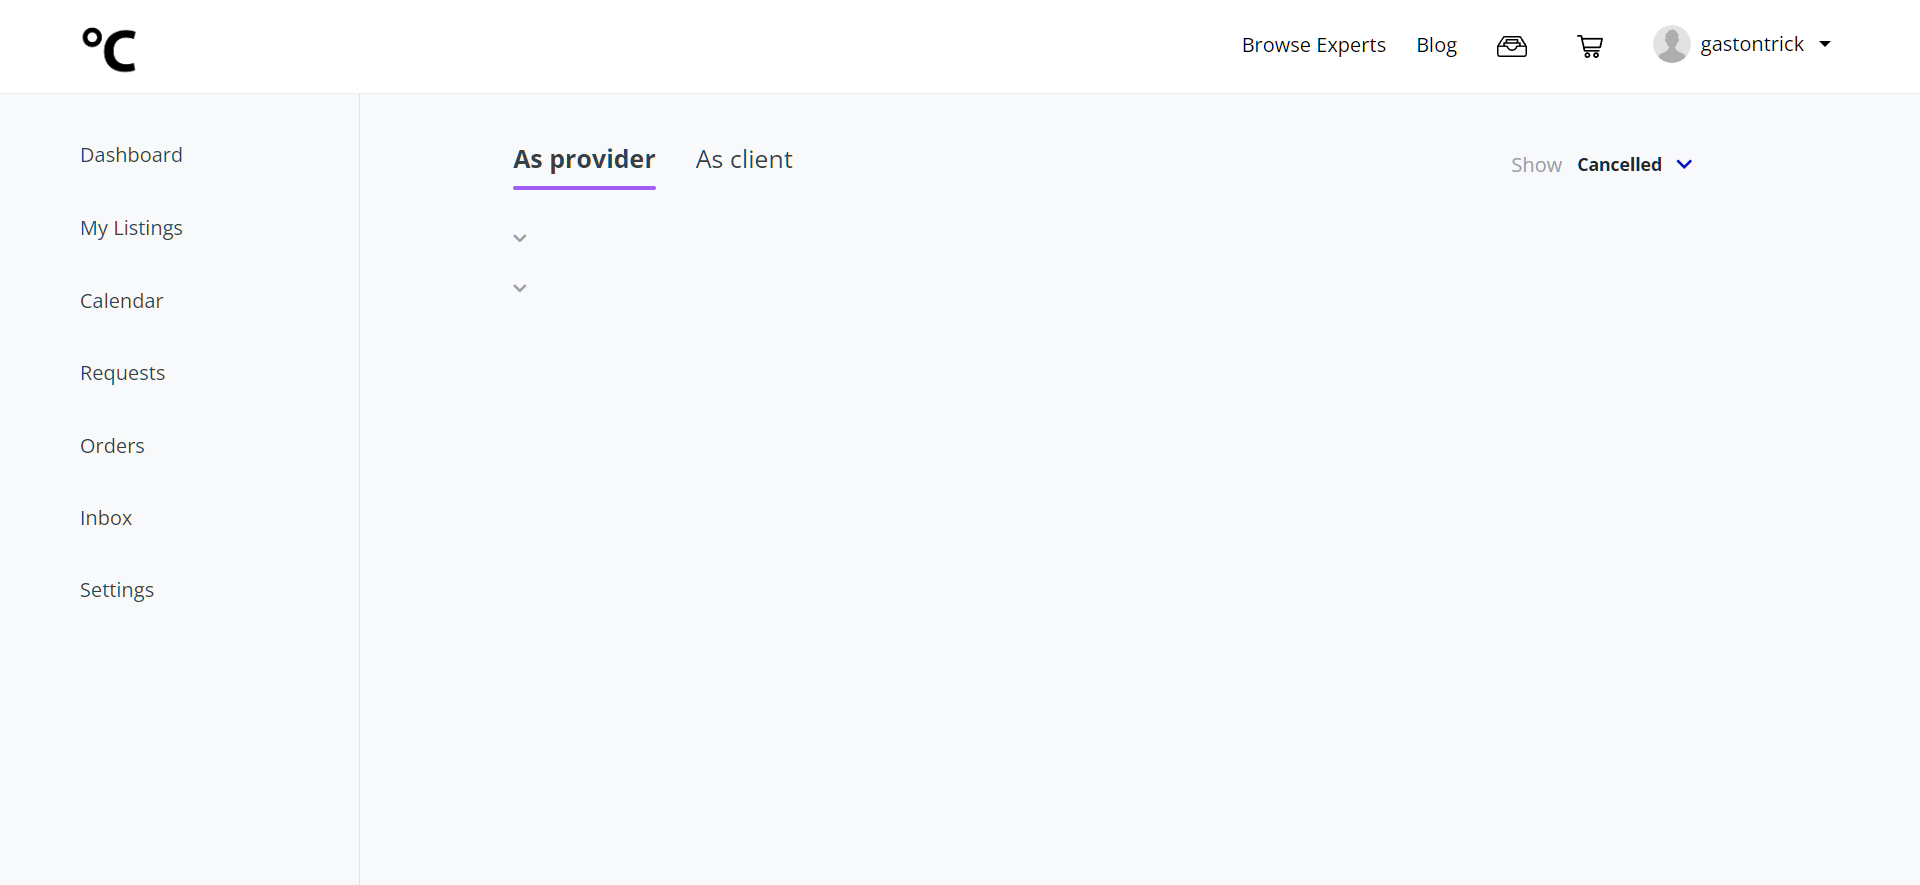 °C
Browse Experts
Blog
gastontrick
Dashboard
My Listings
Calendar
Requests
Orders
Inbox
Settings
As provider
As client
Show Cancelled